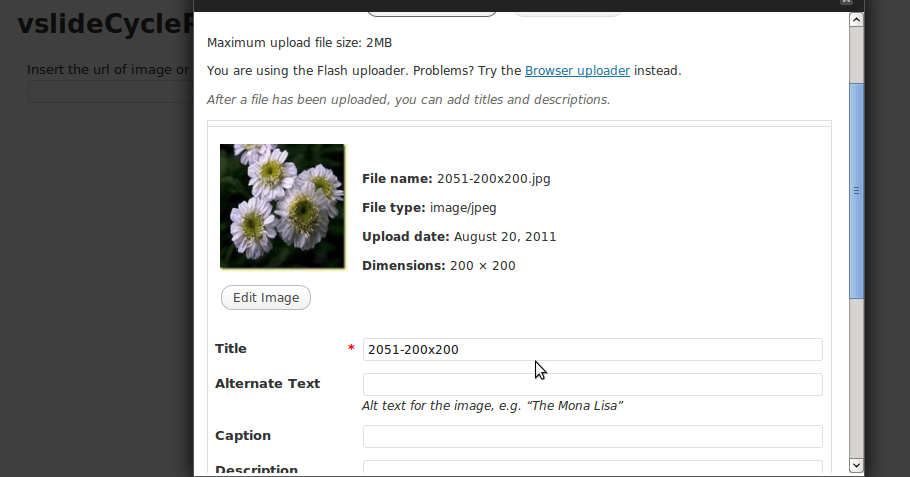 vslideCycle
Insert the url of image or
Maximum upload file size: 2MB
You are using the Flash uploader. Problems? Try the Browser uploader instead.
After a file has been uploaded, you can add titles and descriptions.
File name: 2051-200x200.jpg
File type: image/jpeg
Upload date: August 20, 2011
Dimensions: 200 × 200
Edit Image
Title * 2051-200x200
Alternate Text
Alt text for the image, e.g. “The Mona Lisa”
Caption
Description